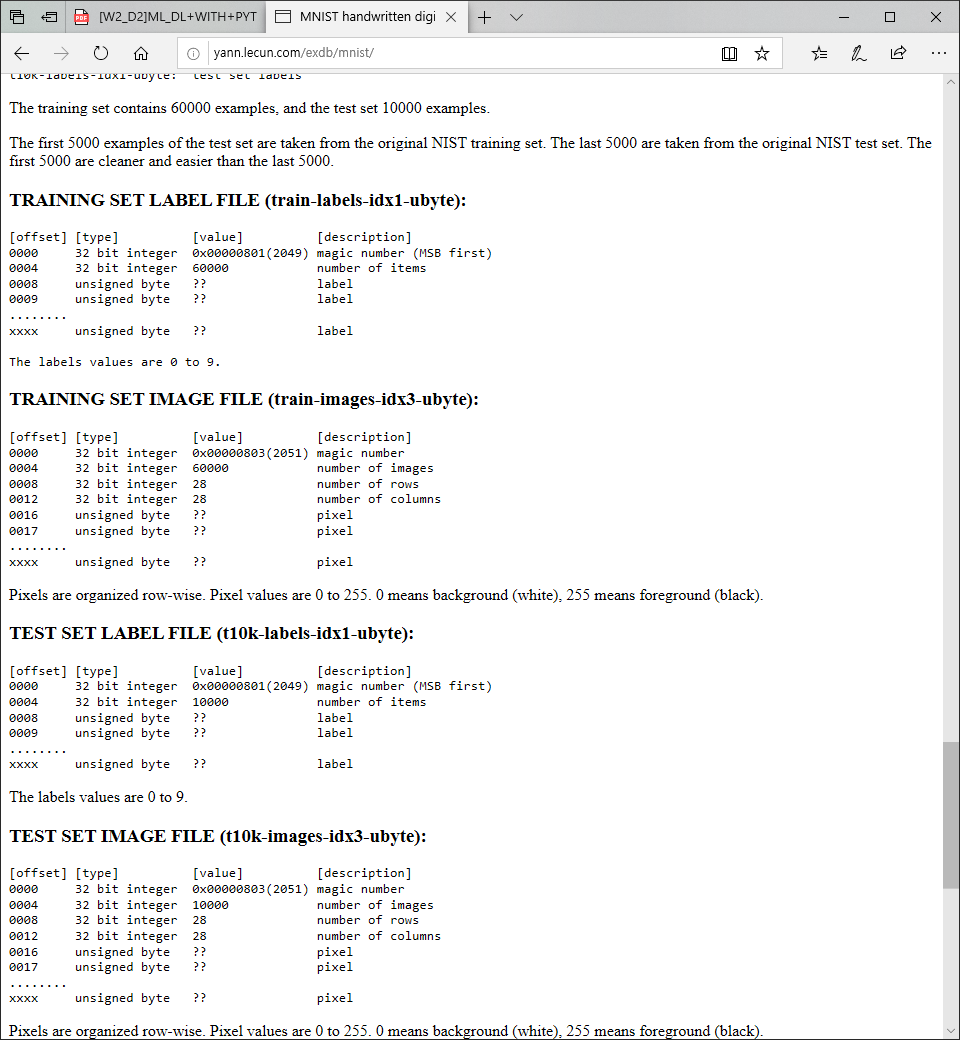 [W2_D2]ML_DL+WITH+PYT
MNIST handwritten digi
yann.lecun.com/exdb/mnist/
t10k-labels-idx1-ubyte:  test set labels
The training set contains 60000 examples, and the test set 10000 examples.
The first 5000 examples of the test set are taken from the original NIST training set. The last 5000 are taken from the original NIST test set. The
first 5000 are cleaner and easier than the last 5000.
TRAINING SET LABEL FILE (train-labels-idx1-ubyte):
[offset] [type]          [value]          [description]
0000     32 bit integer  0x00000801(2049) magic number (MSB first)
0004     32 bit integer  60000            number of items
0008     unsigned byte   ??               label
0009     unsigned byte   ??               label
........
xxxx     unsigned byte   ??               label
The labels values are 0 to 9.
TRAINING SET IMAGE FILE (train-images-idx3-ubyte):
[offset] [type]          [value]          [description]
0000     32 bit integer  0x00000803(2051) magic number
0004     32 bit integer  60000            number of images
0008     32 bit integer  28               number of rows
0012     32 bit integer  28               number of columns
0016     unsigned byte   ??               pixel
0017     unsigned byte   ??               pixel
........
xxxx     unsigned byte   ??               pixel
Pixels are organized row-wise. Pixel values are 0 to 255. 0 means background (white), 255 means foreground (black).
TEST SET LABEL FILE (t10k-labels-idx1-ubyte):
[offset] [type]          [value]          [description]
0000     32 bit integer  0x00000801(2049) magic number (MSB first)
0004     32 bit integer  10000            number of items
0008     unsigned byte   ??               label
0009     unsigned byte   ??               label
........
xxxx     unsigned byte   ??               label
The labels values are 0 to 9.
TEST SET IMAGE FILE (t10k-images-idx3-ubyte):
[offset] [type]          [value]          [description]
0000     32 bit integer  0x00000803(2051) magic number
0004     32 bit integer  10000            number of images
0008     32 bit integer  28               number of rows
0012     32 bit integer  28               number of columns
0016     unsigned byte   ??               pixel
0017     unsigned byte   ??               pixel
........
xxxx     unsigned byte   ??               pixel
Pixels are organized row-wise. Pixel values are 0 to 255. 0 means background (white), 255 means foreground (black).